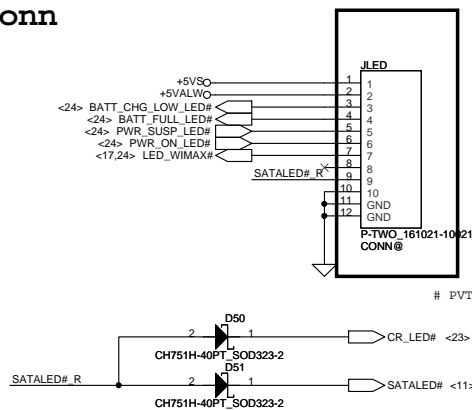 onn
JLED
+5VS 1 1
+5VALW 2 2
<24> BATT_CHG_LOW_LED# 3 3
<24> BATT_FULL_LED# 4 4
<24> PWR_SUSP_LED# 5 5
<24> PWR_ON_LED# 6 6
<17,24> LED_WIMAX# 7 7
8 8
SATALED#_R 9 9
10 10
11 GND
12 GND
P-TWO_161021-10021
CONN@
# PVT
D50
2 1 CR_LED# <23>
CH751H-40PT_SOD323-2
D51
SATALED#_R 2 1 SATALED# <11>
CH751H-40PT_SOD323-2